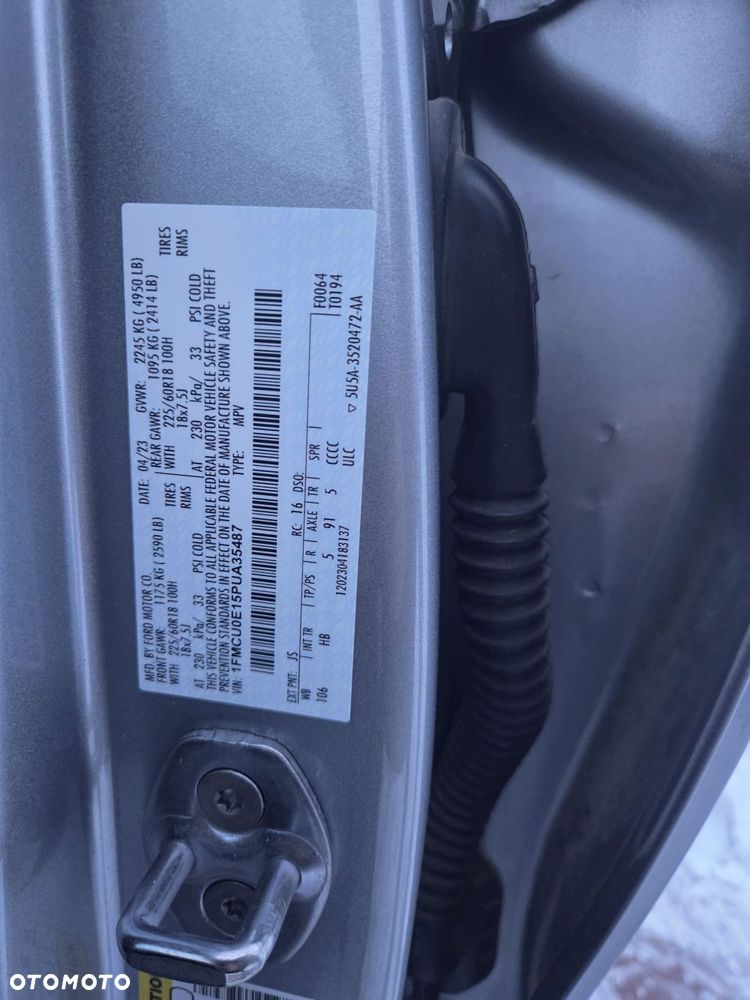 MFD. BY FORD MOTOR CO.
DATE: 04/23 GVWR: 2245 KG ( 4950 LB)
FRONT GAWR: 1175 KG ( 2590 LB) REAR GAWR: 1095 KG ( 2414 LB)
WITH 225/60R18 100H TIRES WITH 225/60R18 100H TIRES
18x7.5J RIMS 18x7.5J RIMS
AT 230 kPa/ 33 PSI COLD AT 230 kPa/ 33 PSI COLD
THIS VEHICLE CONFORMS TO ALL APPLICABLE FEDERAL MOTOR VEHICLE SAFETY AND THEFT
PREVENTION STANDARDS IN EFFECT ON THE DATE OF MANUFACTURE SHOWN ABOVE.
VIN: 1FMCU0E15PUA35487 TYPE: MPV
EXT PNT: JS RC: 16 DSO: F0064
WB INT TR TP/PS R AXLE TR SPR T0194
106 HB 5 91 5 CCCC
1202304183137 ULC ▽ 5U5A-3520472-AA
OTOMOTO